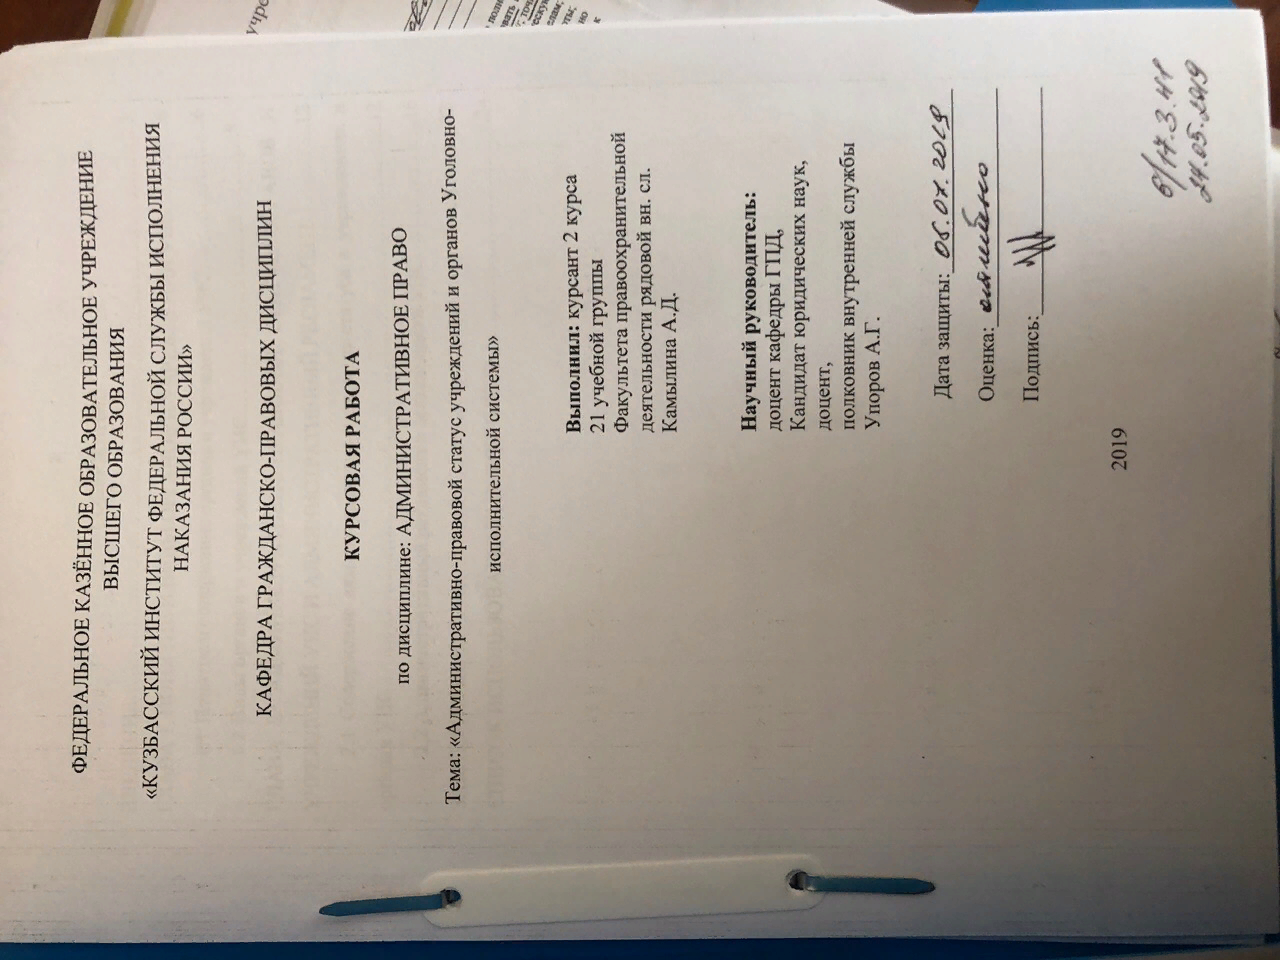 ФЕДЕРАЛЬНОЕ КАЗЁННОЕ ОБРАЗОВАТЕЛЬНОЕ УЧРЕЖДЕНИЕ
ВЫСШЕГО ОБРАЗОВАНИЯ
«КУЗБАССКИЙ ИНСТИТУТ ФЕДЕРАЛЬНОЙ СЛУЖБЫ ИСПОЛНЕНИЯ
НАКАЗАНИЯ РОССИИ»
КАФЕДРА ГРАЖДАНСКО-ПРАВОВЫХ ДИСЦИПЛИН
КУРСОВАЯ РАБОТА
по дисциплине: АДМИНИСТРАТИВНОЕ ПРАВО
Тема: «Административно-правовой статус учреждений и органов Уголовно-
исполнительной системы»
Выполнил: курсант 2 курса
21 учебной группы
Факультета правоохранительной
деятельности рядовой вн. сл.
Камылина А.Д.
Научный руководитель:
доцент кафедры ГПД,
Кандидат юридических наук,
доцент,
полковник внутренней службы
Упоров А.Г.
Дата защиты: 05.07.2019
Оценка:
Подпись:
2019
24.05.2019